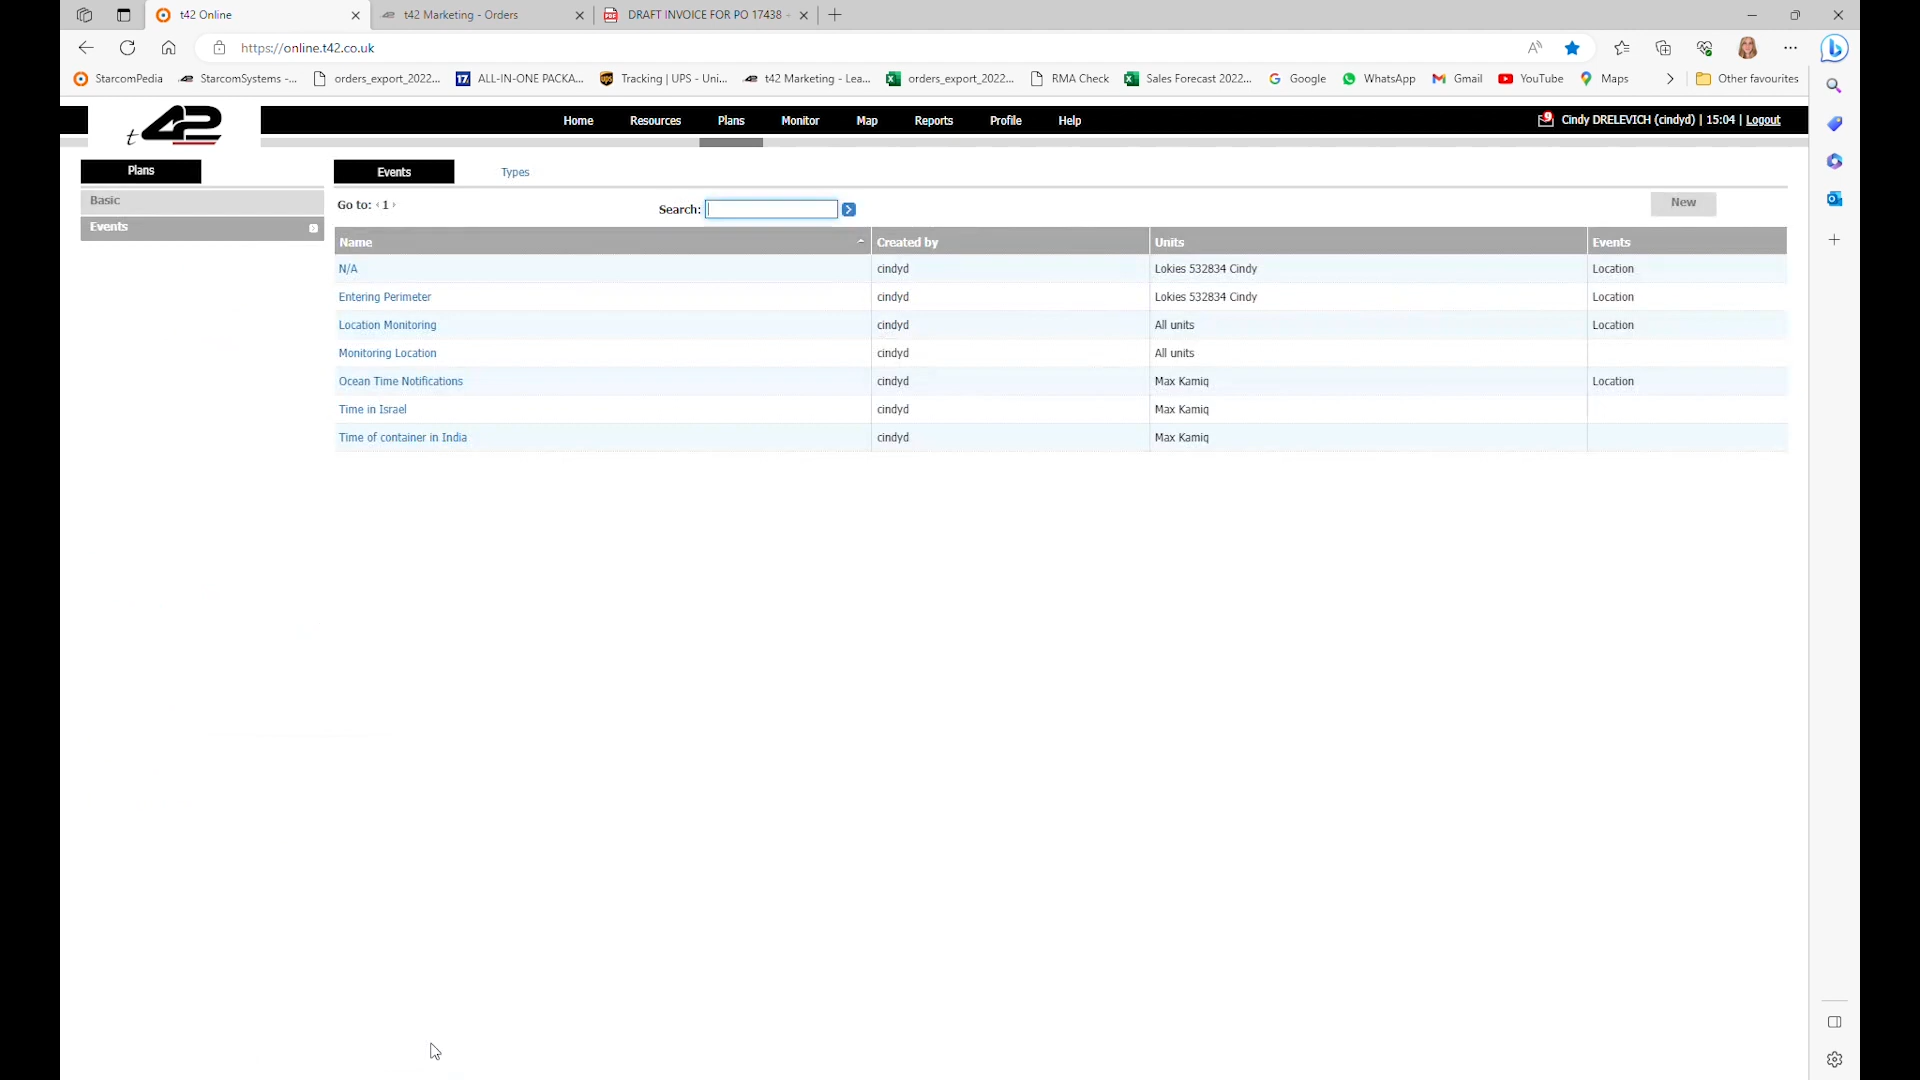 t42 Online
t42 Marketing - Orders
DRAFT INVOICE FOR PO 17438 -
https://online.t42.co.uk
StarcomPedia
StarcomSystems -...
orders_export_2022...
17 ALL-IN-ONE PACKA...
ups Tracking | UPS - Uni...
t42 Marketing - Lea...
orders_export_2022...
RMA Check
Sales Forecast 2022...
Google
WhatsApp
Gmail
YouTube
Maps
Other favourites
t42
Home Resources Plans Monitor Map Reports Profile Help
9 Cindy DRELEVICH (cindyd) | 15:04 | Logout
Plans
Basic
Events
Events Types
Go to: ‹ 1 ›
Search:
New
Name Created by Units Events
N/A cindyd Lokies 532834 Cindy Location
Entering Perimeter cindyd Lokies 532834 Cindy Location
Location Monitoring cindyd All units Location
Monitoring Location cindyd All units
Ocean Time Notifications cindyd Max Kamiq Location
Time in Israel cindyd Max Kamiq
Time of container in India cindyd Max Kamiq